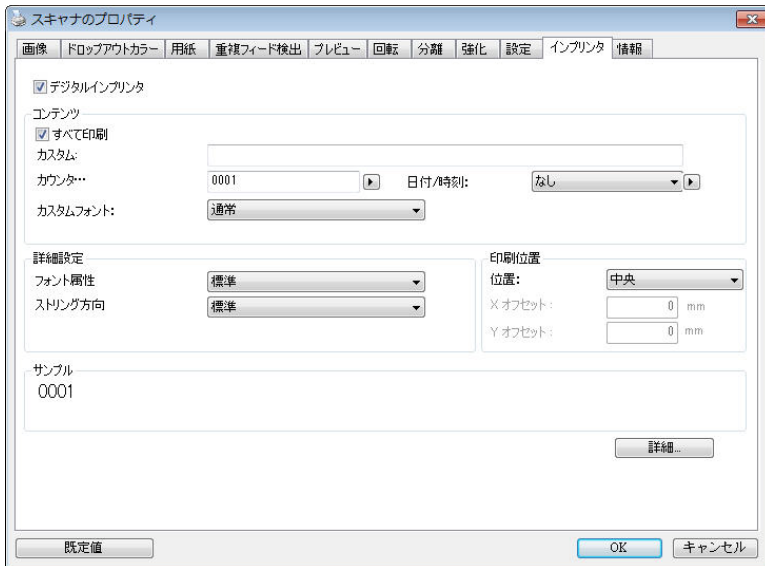 スキャナのプロパティ
画像 ドロップアウトカラー 用紙 重複フィード検出 プレビュー 回転 分離 強化 設定 インプリンタ 情報
デジタルインプリンタ
コンテンツ
すべて印刷
カスタム:
カウンタ… 0001 日付/時刻: なし
カスタムフォント: 通常
詳細設定 印刷位置
フォント属性 標準 位置: 中央
ストリング方向 標準 X オフセット: 0 mm
Y オフセット: 0 mm
サンプル
0001
詳細...
既定値 OK キャンセル